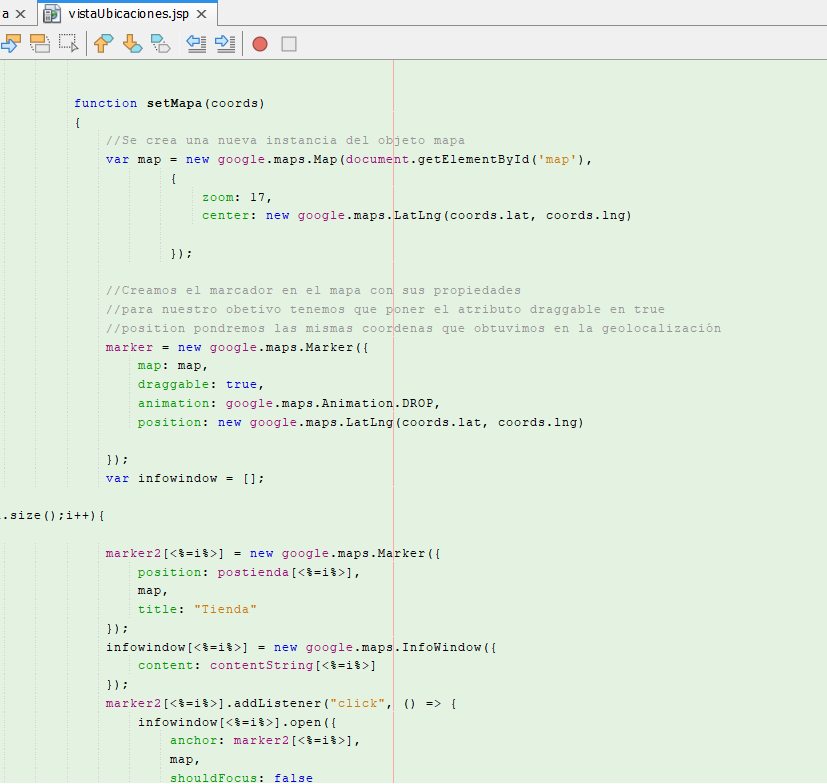 a
vistaUbicaciones.jsp
function setMapa(coords)
{
//Se crea una nueva instancia del objeto mapa
var map = new google.maps.Map(document.getElementById('map'),
{
zoom: 17,
center: new google.maps.LatLng(coords.lat, coords.lng)
});
//Creamos el marcador en el mapa con sus propiedades
//para nuestro obetivo tenemos que poner el atributo draggable en true
//position pondremos las mismas coordenas que obtuvimos en la geolocalización
marker = new google.maps.Marker({
map: map,
draggable: true,
animation: google.maps.Animation.DROP,
position: new google.maps.LatLng(coords.lat, coords.lng)
});
var infowindow = [];
.size();i++){
marker2[<%=i%>] = new google.maps.Marker({
position: postienda[<%=i%>],
map,
title: "Tienda"
});
infowindow[<%=i%>] = new google.maps.InfoWindow({
content: contentString[<%=i%>]
});
marker2[<%=i%>].addListener("click", () => {
infowindow[<%=i%>].open({
anchor: marker2[<%=i%>],
map,
shouldFocus: false